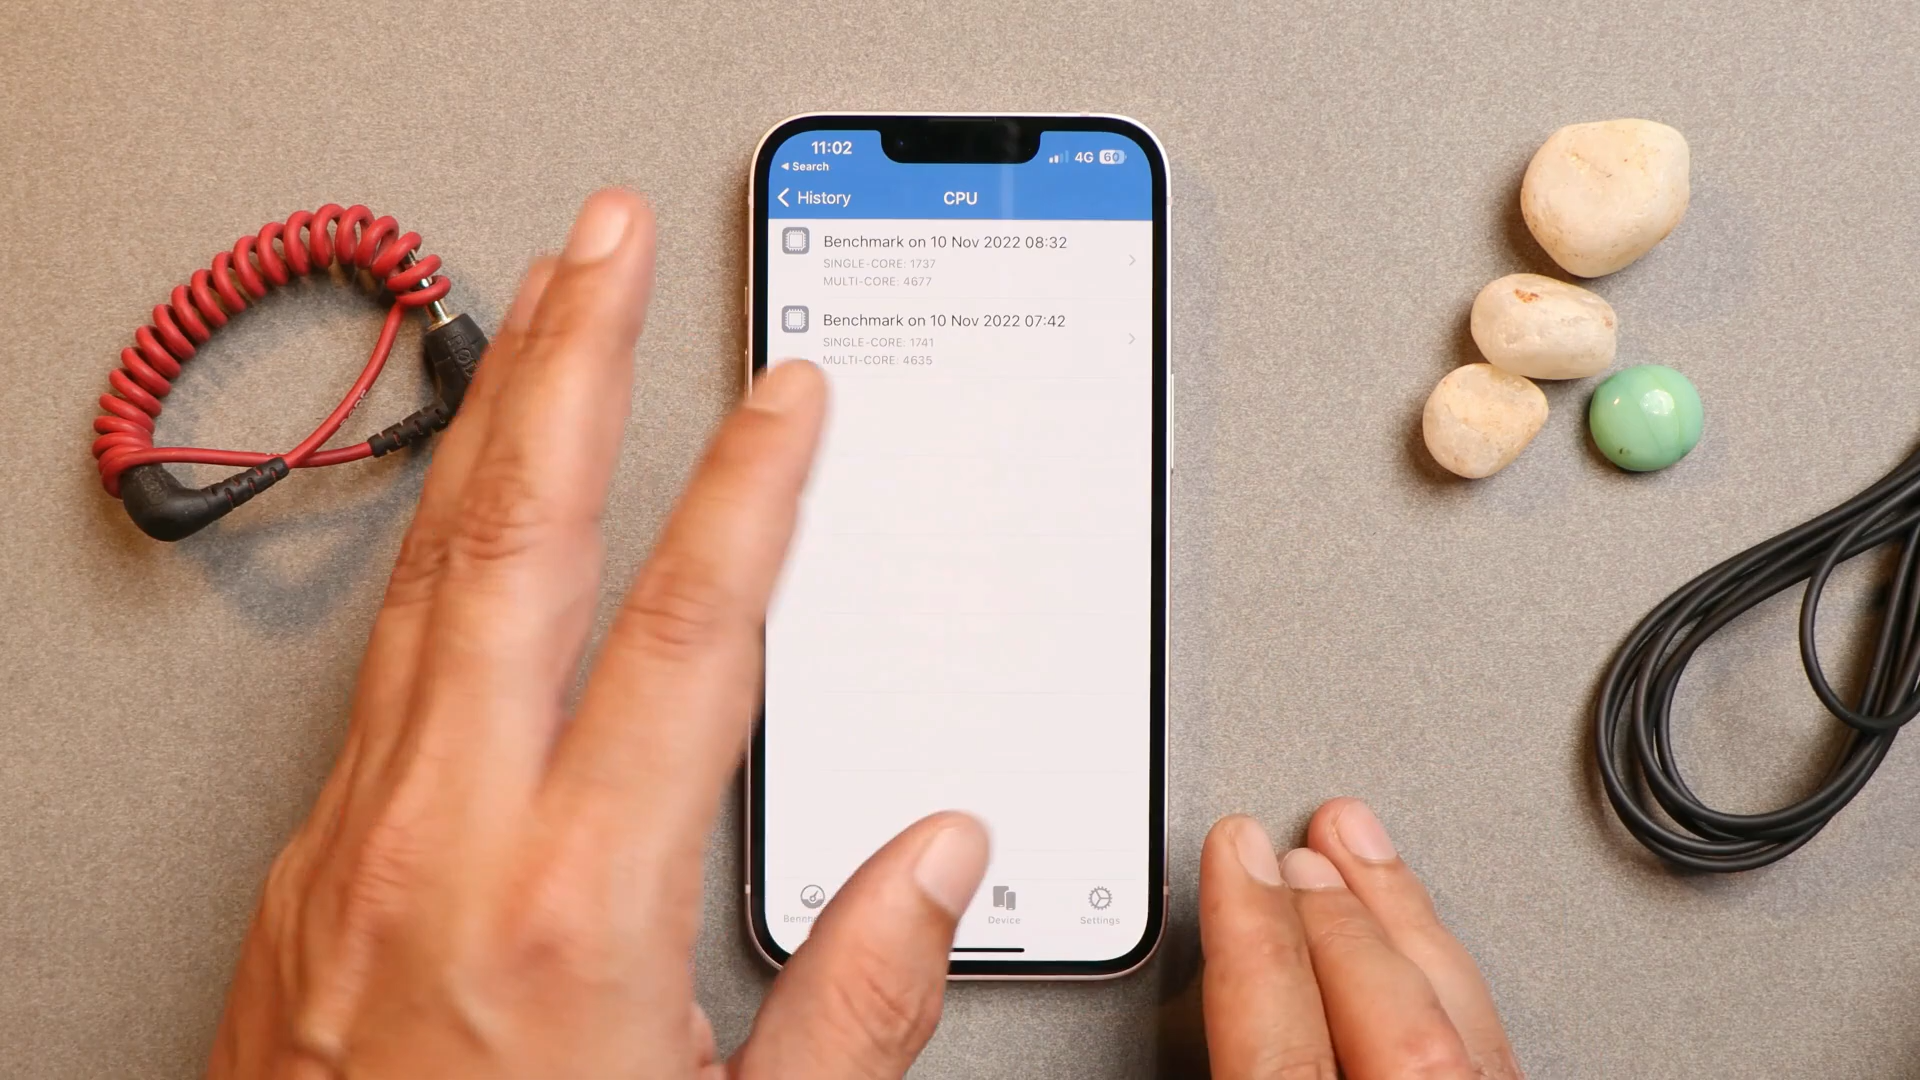 11:02
4G 60
Search
History
CPU
Benchmark on 10 Nov 2022 08:32
SINGLE-CORE: 1737
MULTI-CORE: 4677
Benchmark on 10 Nov 2022 07:42
SINGLE-CORE: 1741
MULTI-CORE: 4635
Device
Settings